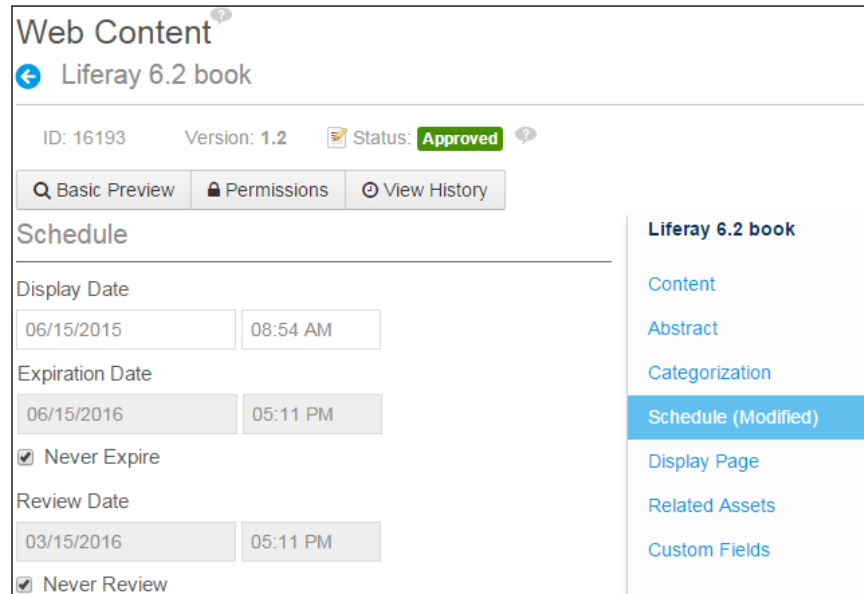 Web Content
Liferay 6.2 book
ID: 16193 Version: 1.2 Status: Approved
Basic Preview Permissions View History
Schedule
Display Date
06/15/2015 08:54 AM
Expiration Date
06/15/2016 05:11 PM
Never Expire
Review Date
03/15/2016 05:11 PM
Never Review
Liferay 6.2 book
Content
Abstract
Categorization
Schedule (Modified)
Display Page
Related Assets
Custom Fields